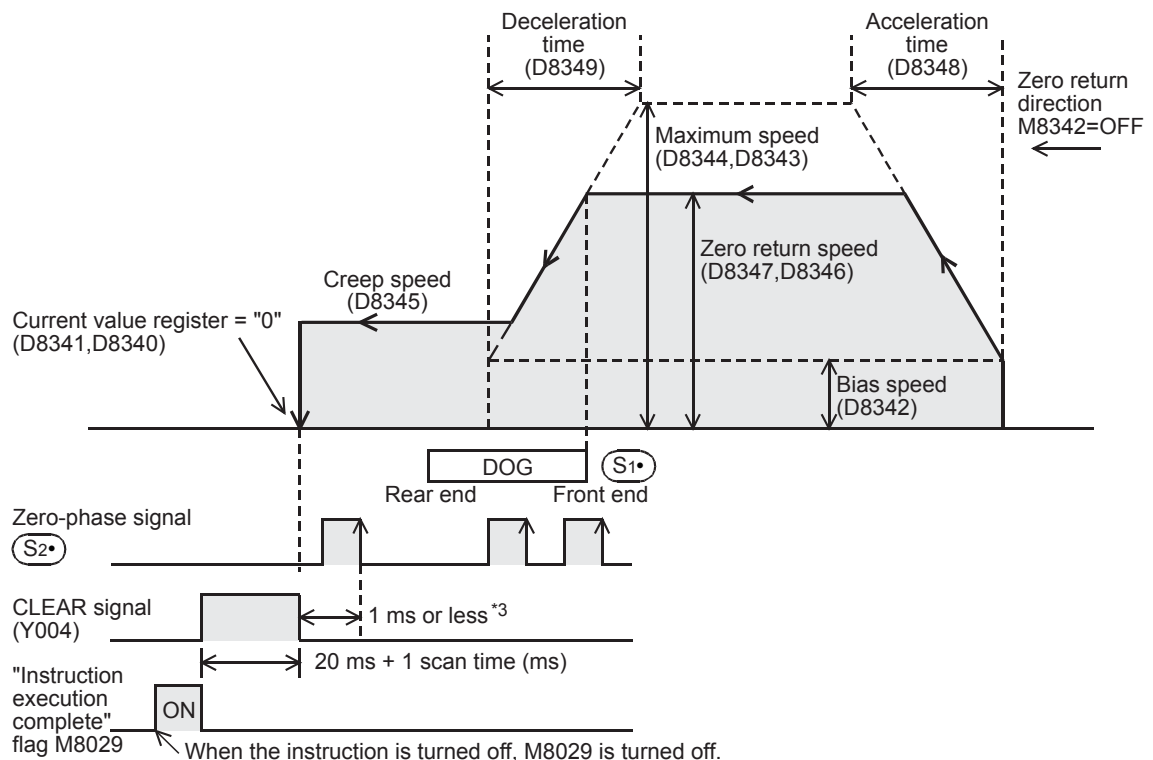 Deceleration
time
(D8349)
Acceleration
time
(D8348)
Zero return
direction
M8342=OFF
Maximum speed
(D8344,D8343)
Zero return speed
(D8347,D8346)
Creep speed
(D8345)
Current value register = "0"
(D8341,D8340)
Bias speed
(D8342)
DOG
S1•
Rear end
Front end
Zero-phase signal
S2•
CLEAR signal
(Y004)
1 ms or less *3
20 ms + 1 scan time (ms)
"Instruction
execution
complete"
flag M8029
ON
When the instruction is turned off, M8029 is turned off.